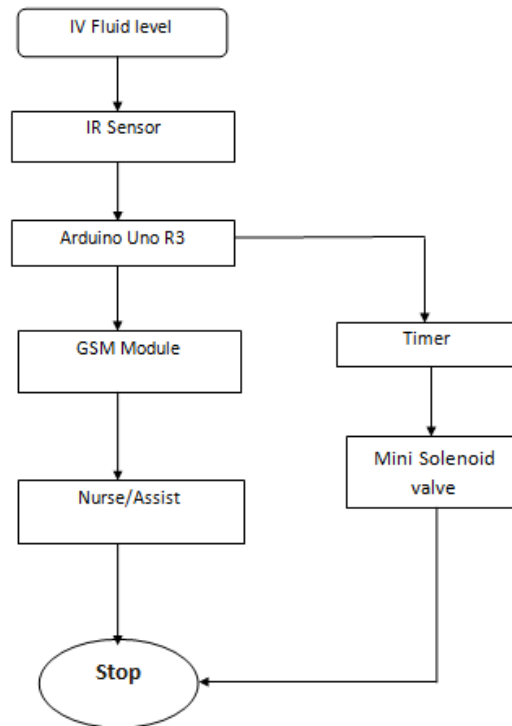 IV Fluid level
IR Sensor
Arduino Uno R3
GSM Module
Timer
Mini Solenoid
valve
Nurse/Assist
Stop